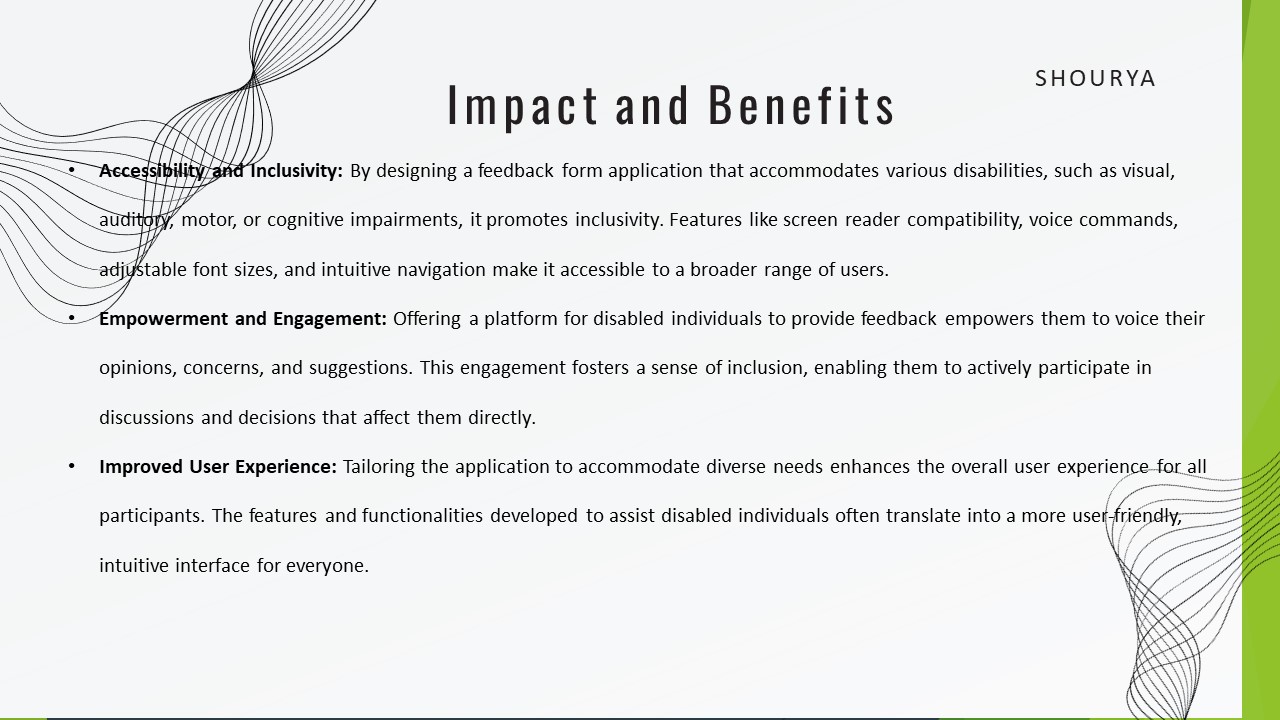 SHOURYA
Impact and Benefits
• Accessibility and Inclusivity: By designing a feedback form application that accommodates various disabilities, such as visual,
auditory, motor, or cognitive impairments, it promotes inclusivity. Features like screen reader compatibility, voice commands,
adjustable font sizes, and intuitive navigation make it accessible to a broader range of users.
• Empowerment and Engagement: Offering a platform for disabled individuals to provide feedback empowers them to voice their
opinions, concerns, and suggestions. This engagement fosters a sense of inclusion, enabling them to actively participate in
discussions and decisions that affect them directly.
• Improved User Experience: Tailoring the application to accommodate diverse needs enhances the overall user experience for all
participants. The features and functionalities developed to assist disabled individuals often translate into a more user-friendly,
intuitive interface for everyone.